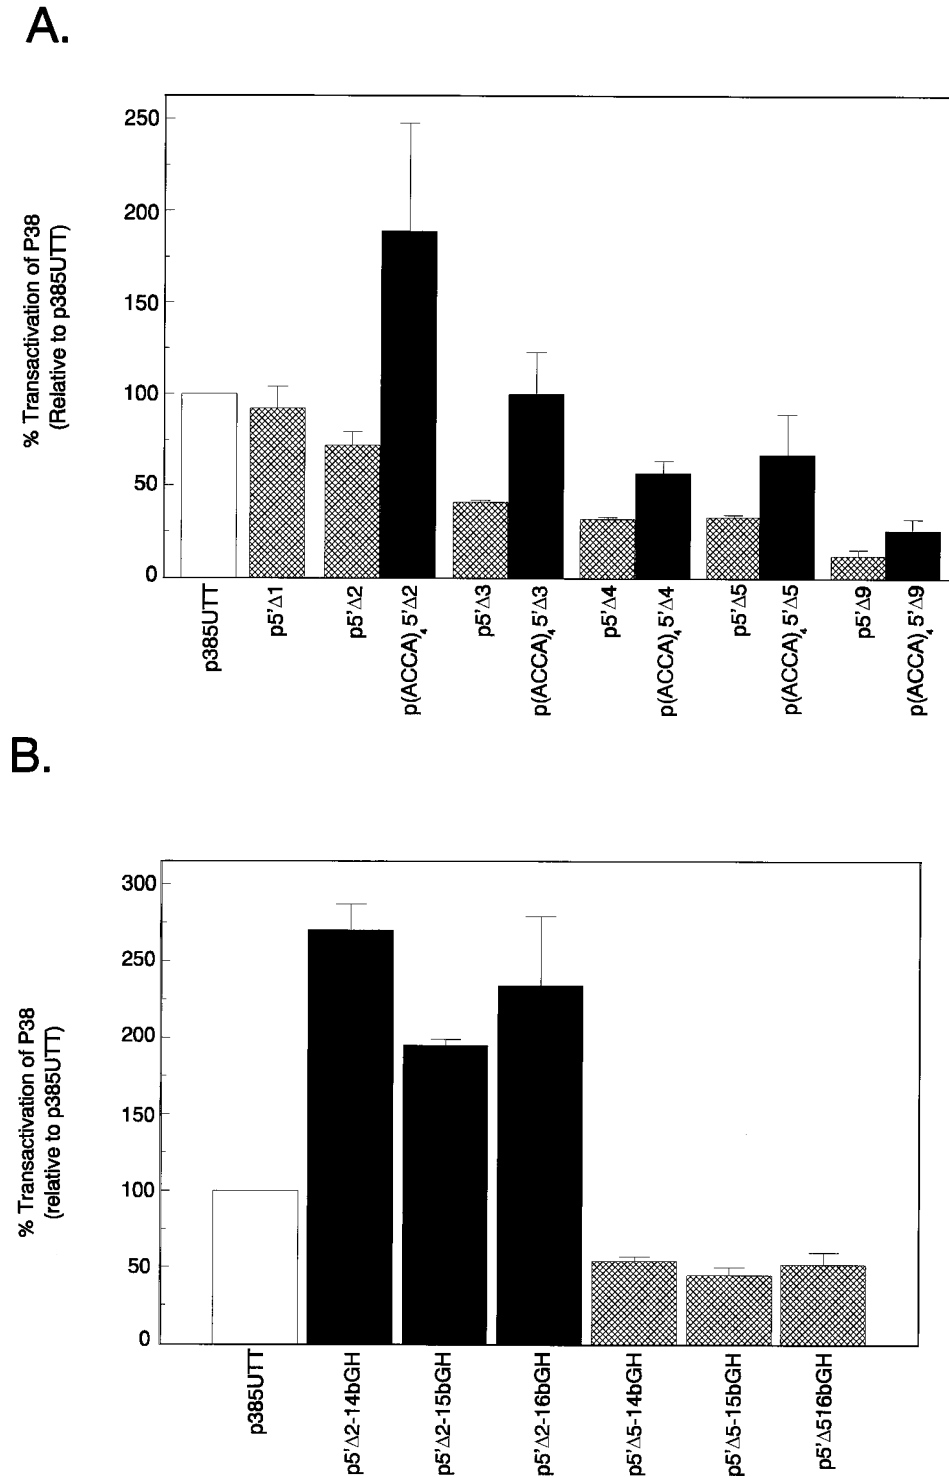 A.
% Transactivation of P38
(Relative to p385UTT)
250
200
150
100
50
0
p385UTT
p5'Δ1
p5'Δ2
p(ACCA)₄ 5'Δ2
p5'Δ3
p(ACCA)₄ 5'Δ3
p5'Δ4
p(ACCA)₄ 5'Δ4
p5'Δ5
p(ACCA)₄ 5'Δ5
p5'Δ9
p(ACCA)₄ 5'Δ9
B.
% Transactivation of P38
(relative to p385UTT)
300
250
200
150
100
50
0
p385UTT
p5'Δ2-14bGH
p5'Δ2-15bGH
p5'Δ2-16bGH
p5'Δ5-14bGH
p5'Δ5-15bGH
p5'Δ516bGH